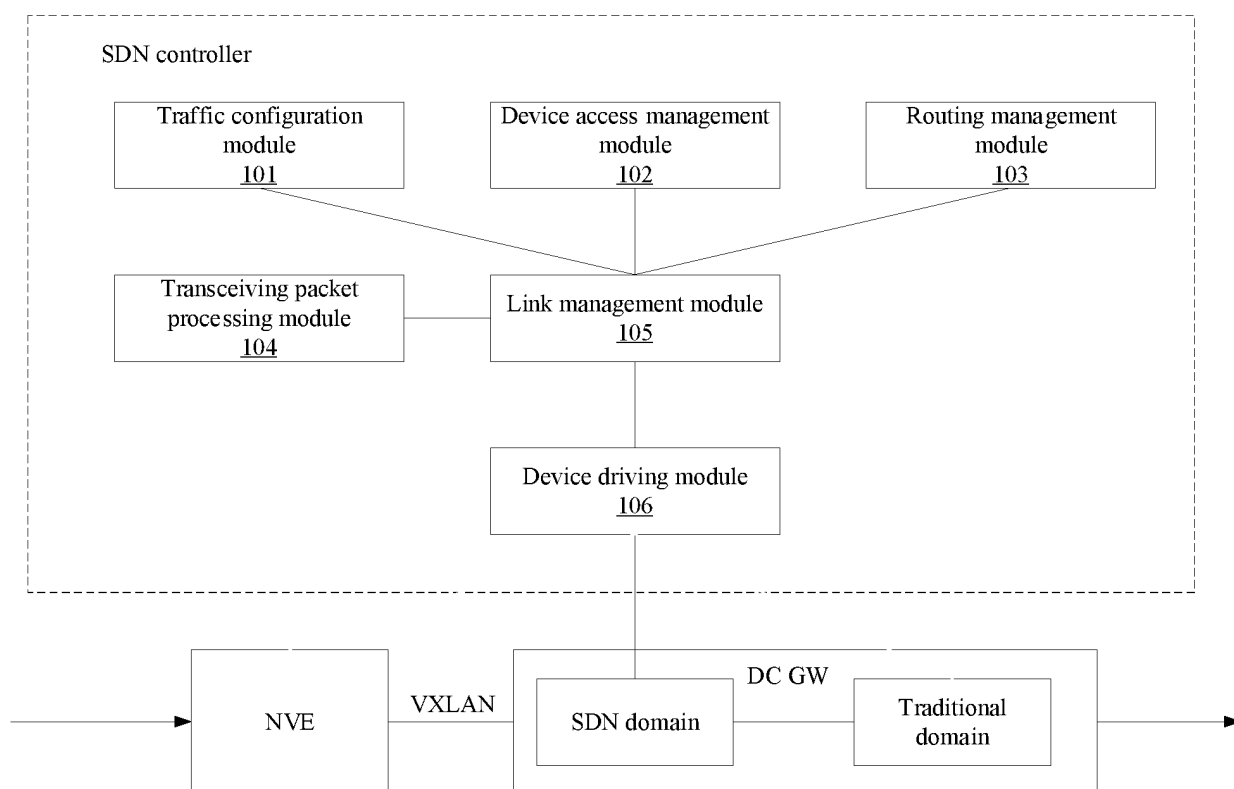 SDN controller
Traffic configuration
module
101
Device access management
module
102
Routing management
module
103
Transceiving packet
processing module
104
Link management module
105
Device driving module
106
NVE
VXLAN
DC GW
SDN domain
Traditional
domain